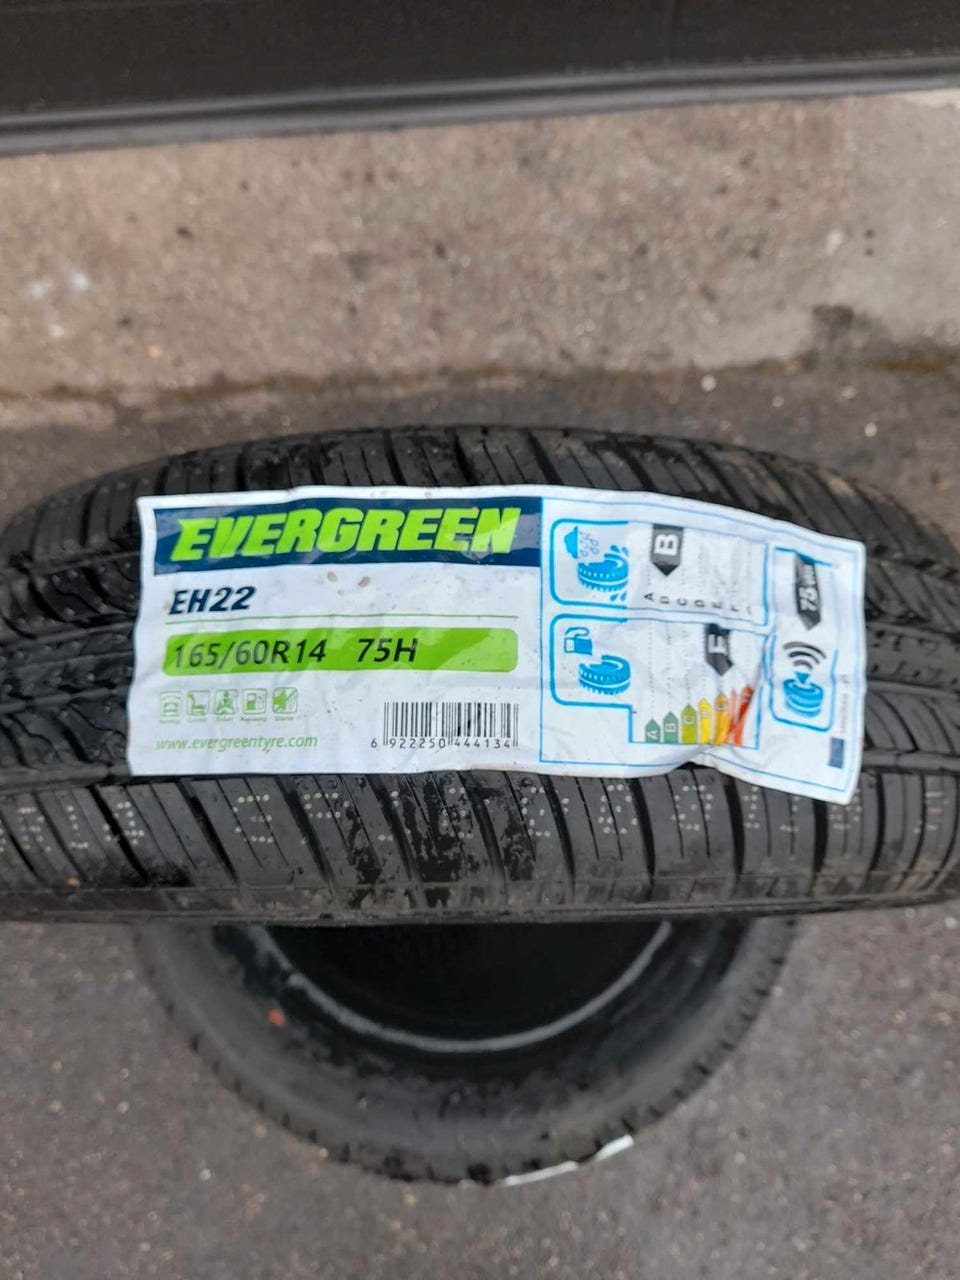 EVERGREEN
EH22
165/60R14 75H
www.evergreentyre.com
6 922250 444134
B
A
B
C
D
E
F
E
A
B
C